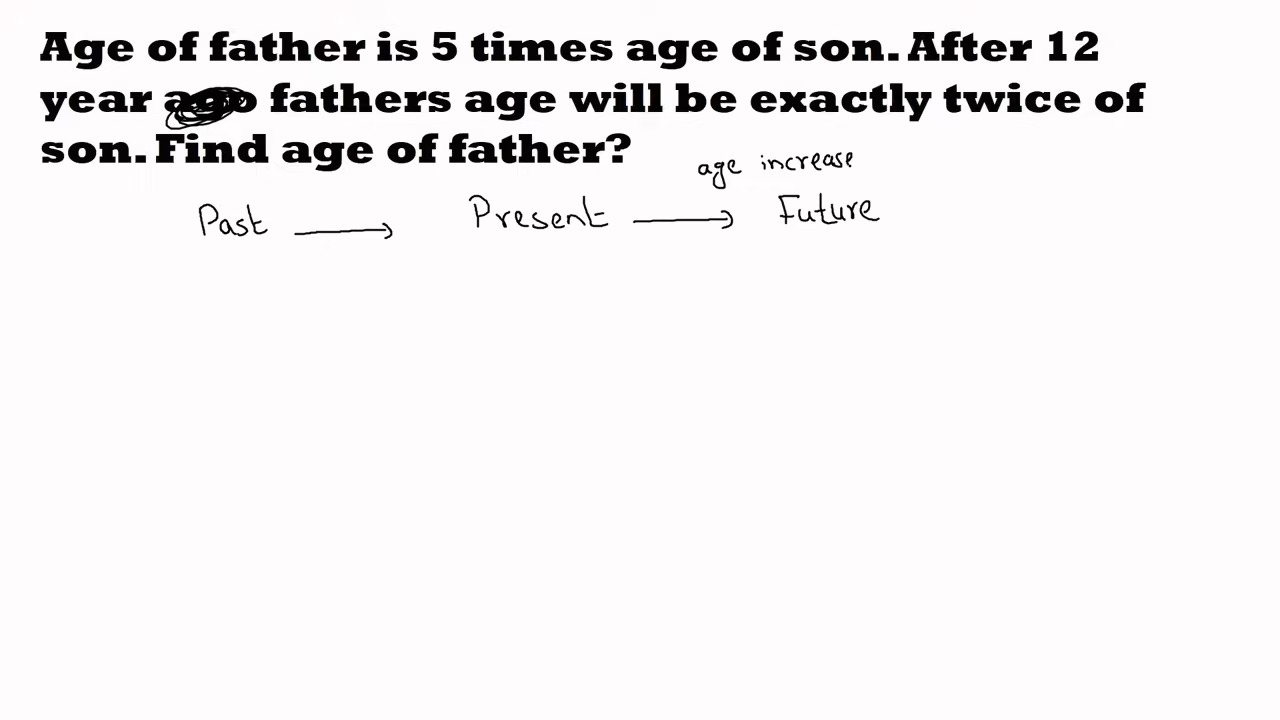 Age of father is 5 times age of son. After 12
year fathers age will be exactly twice of
son. Find age of father?
age increase
Past Present Future